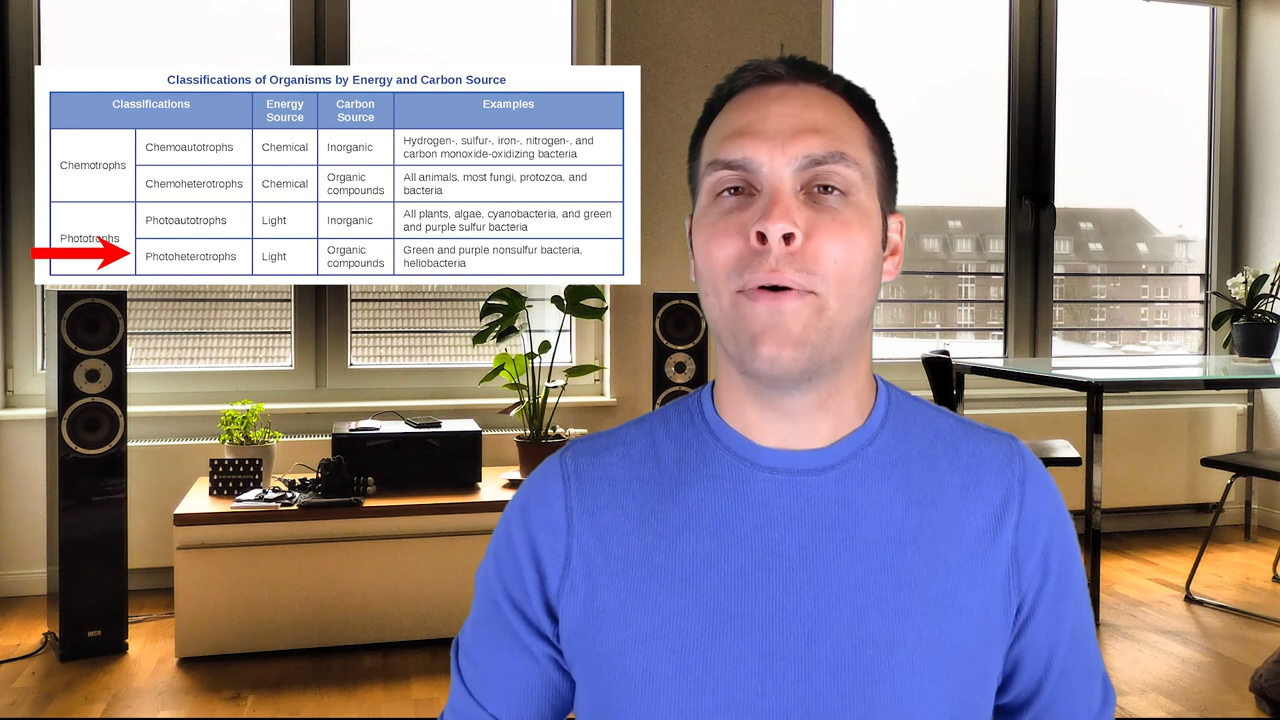 Classifications of Organisms by Energy and Carbon Source
Classifications Energy Source Carbon Source Examples
Chemotrophs
Chemoautotrophs Chemical Inorganic Hydrogen-, sulfur-, iron-, nitrogen-, and
carbon monoxide-oxidizing bacteria
Chemoheterotrophs Chemical Organic compounds All animals, most fungi, protozoa, and
bacteria
Phototrophs
Photoautotrophs Light Inorganic All plants, algae, cyanobacteria, and green
and purple sulfur bacteria
Photoheterotrophs Light Organic compounds Green and purple nonsulfur bacteria,
heliobacteria
HECO